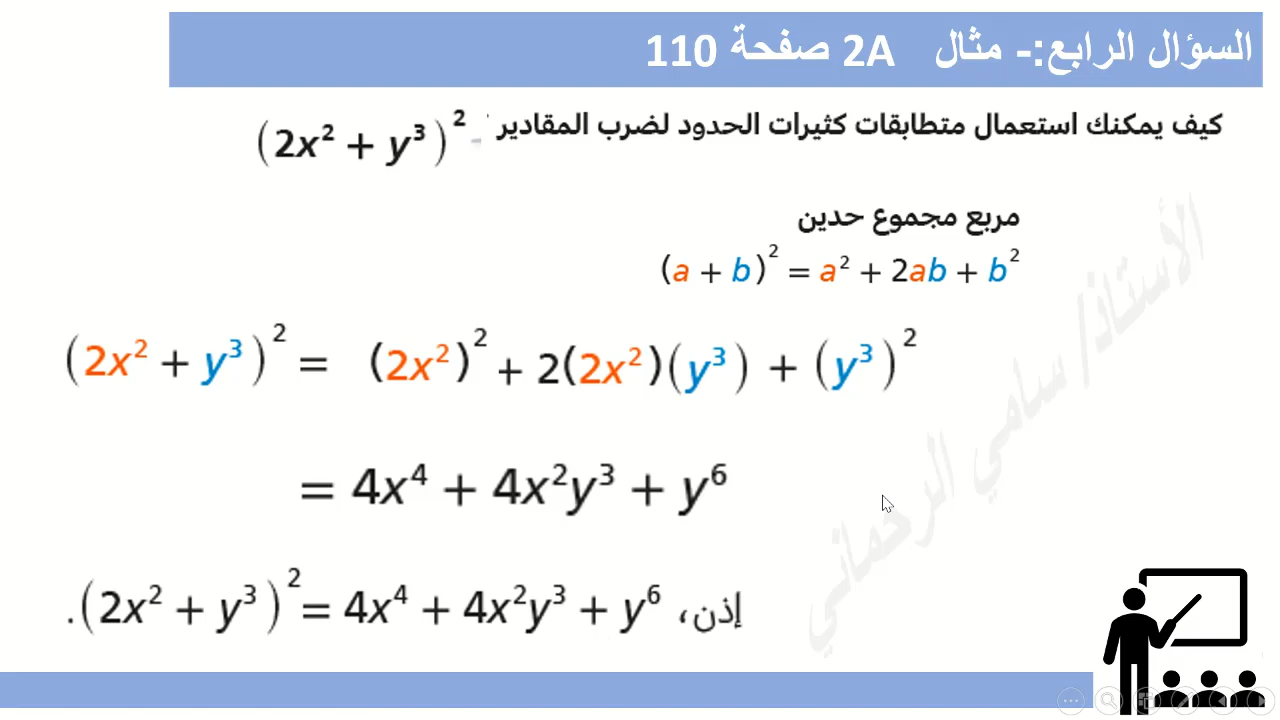 السؤال الرابع:- مثال 2A صفحة 110
كيف يمكنك استعمال متطابقات كثيرات الحدود لضرب المقادير (2x² + y³)²
مربع مجموع حدين
(a + b)² = a² + 2ab + b²
(2x² + y³)² = (2x²)² + 2(2x²)(y³) + (y³)²
= 4x⁴ + 4x²y³ + y⁶
إذن، (2x² + y³)² = 4x⁴ + 4x²y³ + y⁶.
الأستاذ/ سامي الرحماني